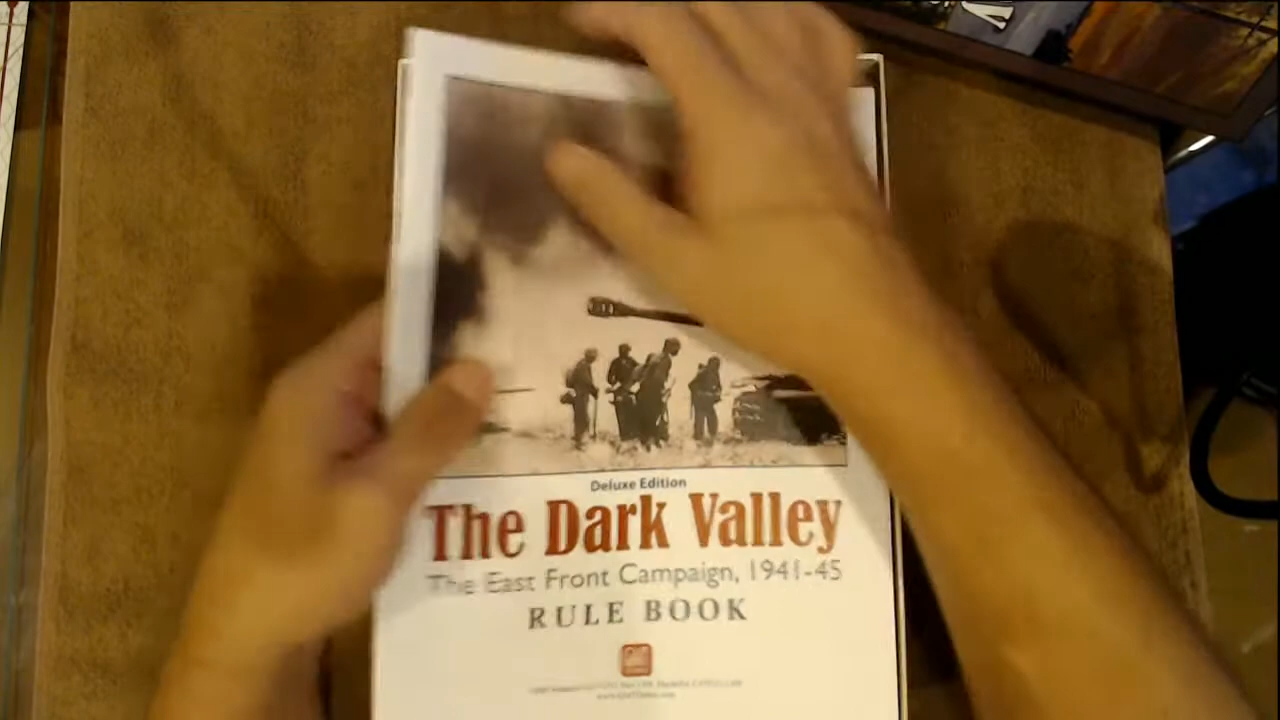 Deluxe Edition
The Dark Valley
The East Front Campaign, 1941-45
RULE BOOK